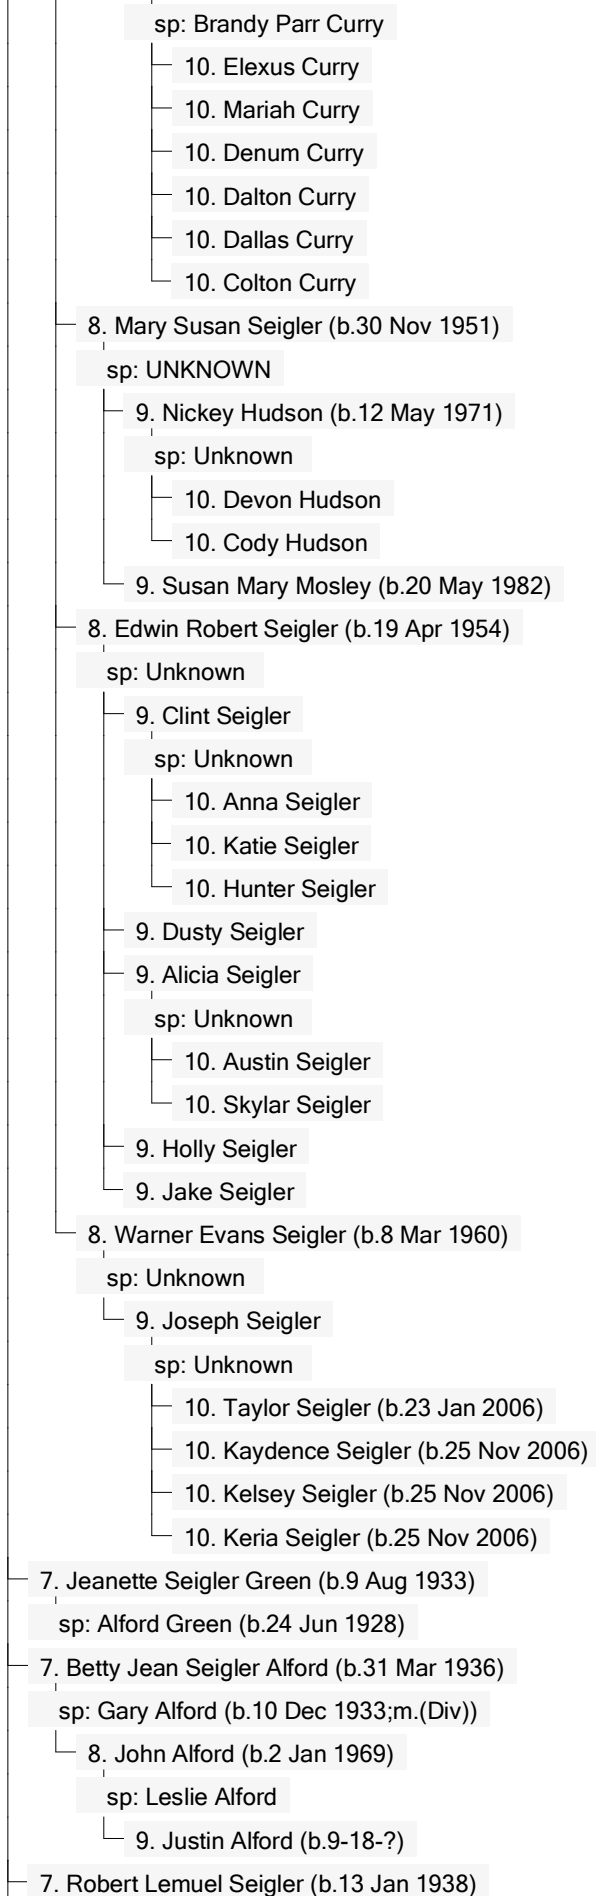 sp: Brandy Parr Curry
10. Elexus Curry
10. Mariah Curry
10. Denum Curry
10. Dalton Curry
10. Dallas Curry
10. Colton Curry
8. Mary Susan Seigler (b.30 Nov 1951)
sp: UNKNOWN
9. Nickey Hudson (b.12 May 1971)
sp: Unknown
10. Devon Hudson
10. Cody Hudson
9. Susan Mary Mosley (b.20 May 1982)
8. Edwin Robert Seigler (b.19 Apr 1954)
sp: Unknown
9. Clint Seigler
sp: Unknown
10. Anna Seigler
10. Katie Seigler
10. Hunter Seigler
9. Dusty Seigler
9. Alicia Seigler
sp: Unknown
10. Austin Seigler
10. Skylar Seigler
9. Holly Seigler
9. Jake Seigler
8. Warner Evans Seigler (b.8 Mar 1960)
sp: Unknown
9. Joseph Seigler
sp: Unknown
10. Taylor Seigler (b.23 Jan 2006)
10. Kaydence Seigler (b.25 Nov 2006)
10. Kelsey Seigler (b.25 Nov 2006)
10. Keria Seigler (b.25 Nov 2006)
7. Jeanette Seigler Green (b.9 Aug 1933)
sp: Alford Green (b.24 Jun 1928)
7. Betty Jean Seigler Alford (b.31 Mar 1936)
sp: Gary Alford (b.10 Dec 1933;m.(Div))
8. John Alford (b.2 Jan 1969)
sp: Leslie Alford
9. Justin Alford (b.9-18-?)
7. Robert Lemuel Seigler (b.13 Jan 1938)